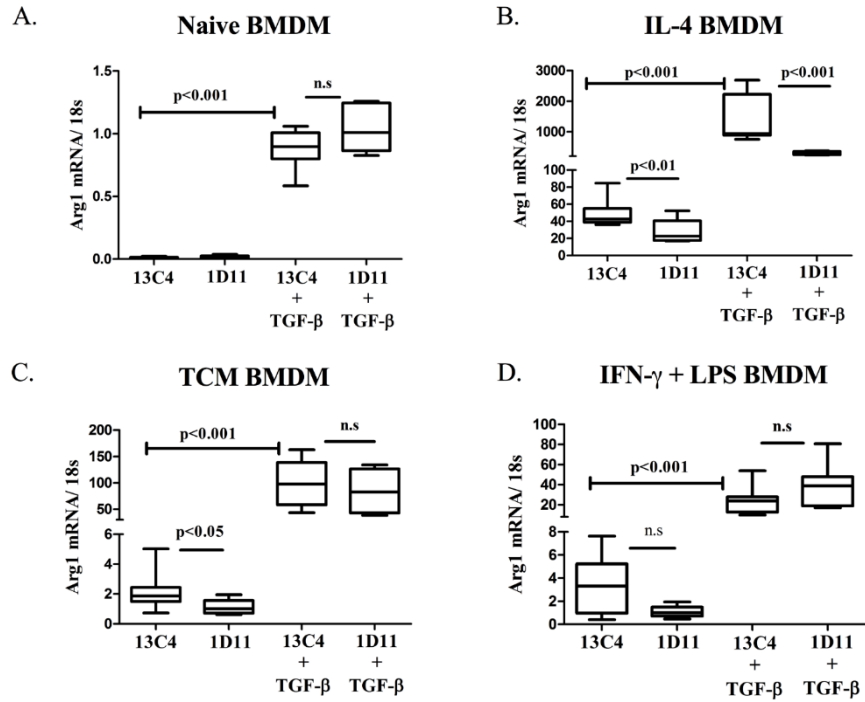 A.
Naive BMDM
Arg1 mRNA/ 18s
1.5
1.0
0.5
0.0
p<0.001
n.s
13C4
1D11
13C4
+
TGF-β
1D11
+
TGF-β
B.
IL-4 BMDM
Arg1 mRNA/ 18s
3000
2000
1000
100
80
60
40
20
0
p<0.001
p<0.001
p<0.01
13C4
1D11
13C4
+
TGF-β
1D11
+
TGF-β
C.
TCM BMDM
Arg1 mRNA/ 18s
200
150
100
50
6
4
2
0
p<0.001
n.s
p<0.05
13C4
1D11
13C4
+
TGF-β
1D11
+
TGF-β
D.
IFN-γ + LPS BMDM
Arg1 mRNA/ 18s
100
80
60
40
20
8
6
4
2
0
p<0.001
n.s
n.s
13C4
1D11
13C4
+
TGF-β
1D11
+
TGF-β